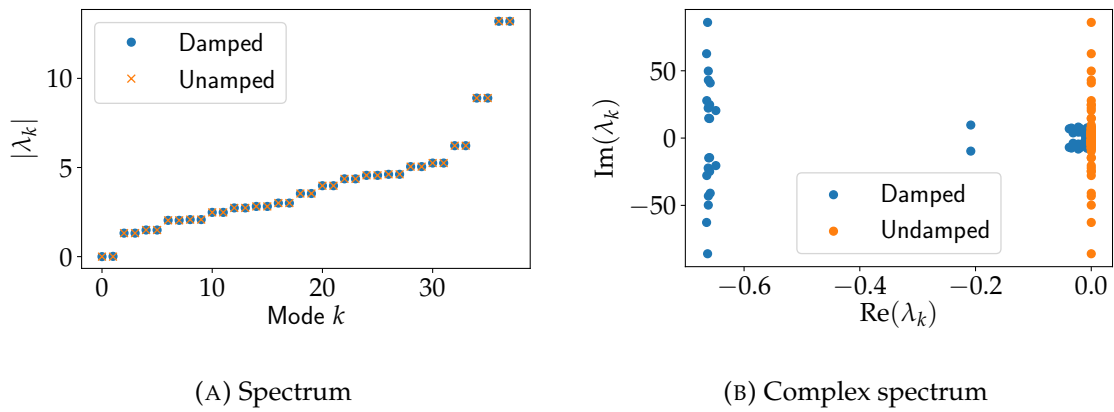 Damped
Unamped
10
5
0
|λₖ|
0
10
20
30
Mode k
(A) Spectrum
50
0
−50
Im(λₖ)
Damped
Undamped
−0.6
−0.4
−0.2
0.0
Re(λₖ)
(B) Complex spectrum